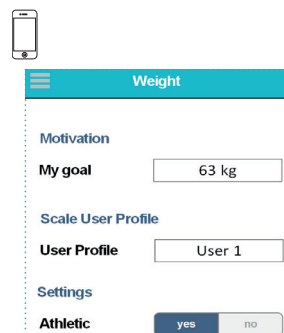 Weight
Motivation
My goal 63 kg
Scale User Profile
User Profile User 1
Settings
Athletic yes no